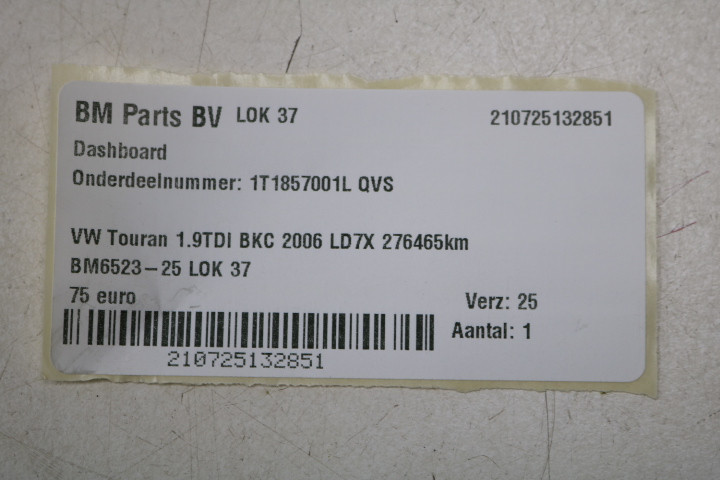 BM Parts BV LOK 37 210725132851
Dashboard
Onderdeelnummer: 1T1857001L QVS
VW Touran 1.9TDI BKC 2006 LD7X 276465km
BM6523-25 LOK 37
75 euro Verz: 25
Aantal: 1
210725132851